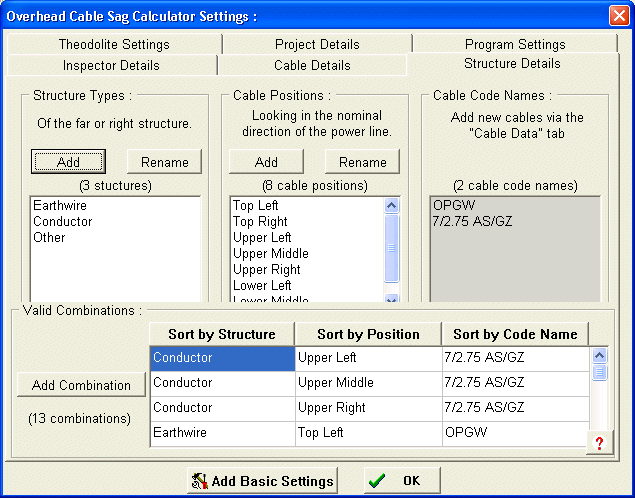 Overhead Cable Sag Calculator Settings :
Theodolite Settings
Project Details
Program Settings
Inspector Details
Cable Details
Structure Details
Structure Types :
Of the far or right structure.
Add
Rename
(3 stuctures)
Earthwire
Conductor
Other
Cable Positions :
Looking in the nominal
direction of the power line.
Add
Rename
(8 cable positions)
Top Left
Top Right
Upper Left
Upper Middle
Upper Right
Lower Left
Lower Middle
Cable Code Names :
Add new cables via the
"Cable Data" tab
(2 cable code names)
OPGW
7/2.75 AS/GZ
Valid Combinations :
Add Combination
(13 combinations)
Sort by Structure Sort by Position Sort by Code Name
Conductor Upper Left 7/2.75 AS/GZ
Conductor Upper Middle 7/2.75 AS/GZ
Conductor Upper Right 7/2.75 AS/GZ
Earthwire Top Left OPGW
?
Add Basic Settings
OK